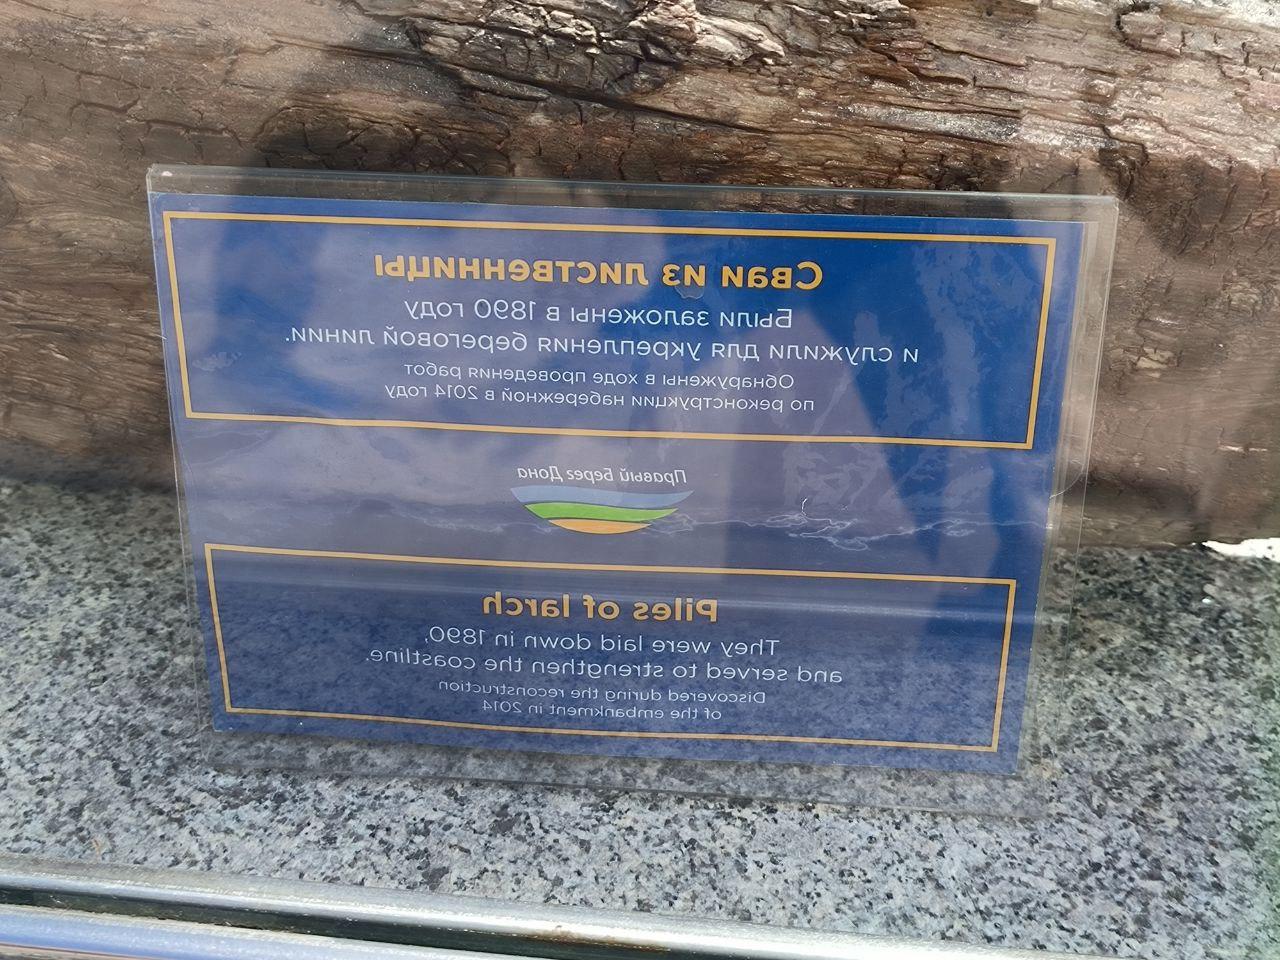 Сваи из лиственницы
Были заложены в 1890 году
и служили для укрепления береговой линии.
Обнаружены в ходе проведения работ
по реконструкции набережной в 2014 году
Правый Берег Дона
Piles of larch
They were laid down in 1890,
and served to strengthen the coastline.
Discovered during the reconstruction
of the embankment in 2014